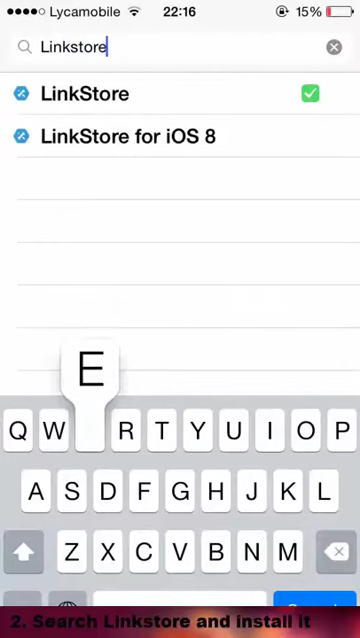 Lycamobile 22:16 15%
Linkstore
LinkStore
LinkStore for iOS 8
E
Q W R T Y U I O P
A S D F G H J K L
Z X C V B N M
2. Search Linkstore and install it